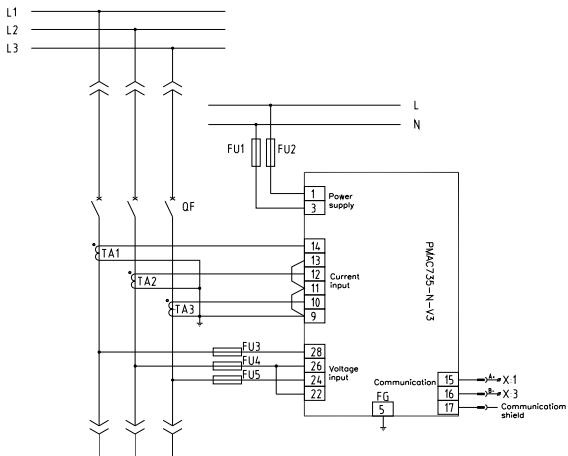 L1
L2
L3
L
N
FU1
FU2
QF
1
3
Power
supply
TA1
TA2
TA3
14
13
12
11
10
9
Current
input
PMAC735-N-V3
FU3
FU4
FU5
28
26
24
22
Voltage
input
Communication
15
16
17
A+
X:1
B-
X:3
Communicatiom
shield
FG
5